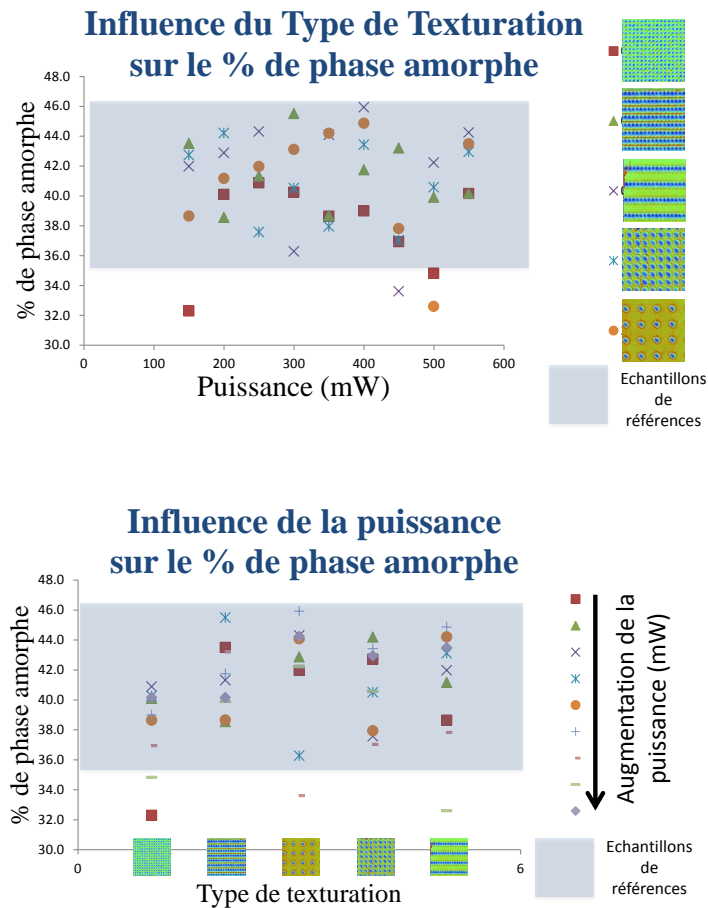 Influence du Type de Texturation
sur le % de phase amorphe
48.0
46.0
44.0
42.0
40.0
38.0
36.0
34.0
32.0
30.0
% de phase amorphe
0
100
200
300
400
500
600
Puissance (mW)
Echantillons
de
références
Influence de la puissance
sur le % de phase amorphe
48.0
46.0
44.0
42.0
40.0
38.0
36.0
34.0
32.0
30.0
% de phase amorphe
0
6
Type de texturation
Augmentation de la
puissance (mW)
Echantillons
de
références